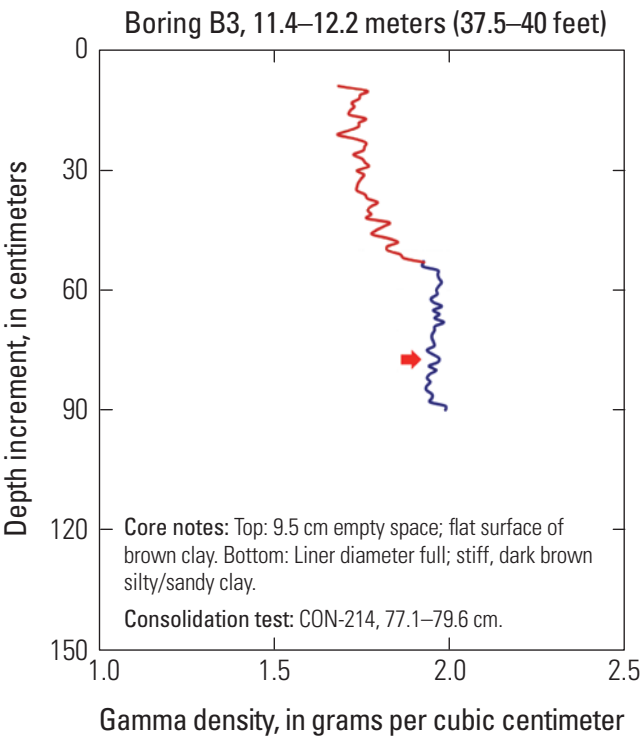 Boring B3, 11.4–12.2 meters (37.5–40 feet)
Depth increment, in centimeters
0
30
60
90
120
150
Core notes: Top: 9.5 cm empty space; flat surface of
brown clay. Bottom: Liner diameter full; stiff, dark brown
silty/sandy clay.
Consolidation test: CON-214, 77.1–79.6 cm.
1.0 1.5 2.0 2.5
Gamma density, in grams per cubic centimeter